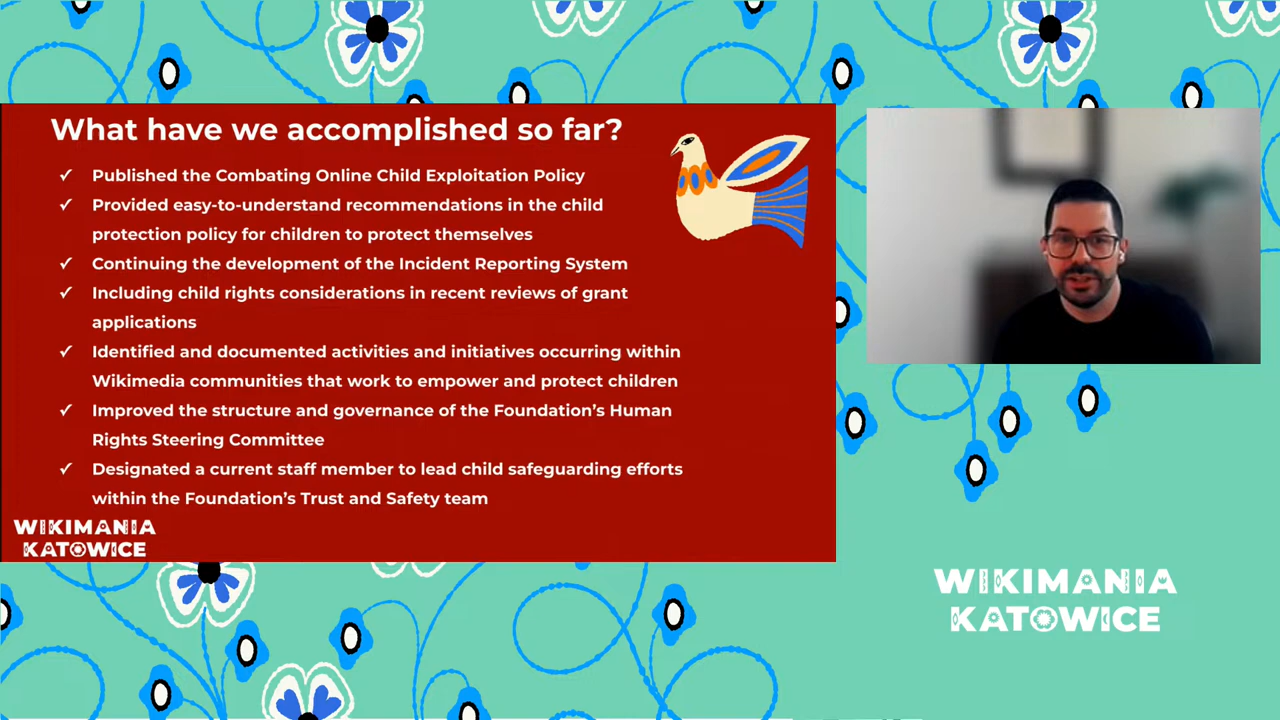 What have we accomplished so far?
✓ Published the Combating Online Child Exploitation Policy
✓ Provided easy-to-understand recommendations in the child
protection policy for children to protect themselves
✓ Continuing the development of the Incident Reporting System
✓ Including child rights considerations in recent reviews of grant
applications
✓ Identified and documented activities and initiatives occurring within
Wikimedia communities that work to empower and protect children
✓ Improved the structure and governance of the Foundation’s Human
Rights Steering Committee
✓ Designated a current staff member to lead child safeguarding efforts
within the Foundation’s Trust and Safety team
WIKIMANIA
KATOWICE
WIKIMANIA
KATOWICE